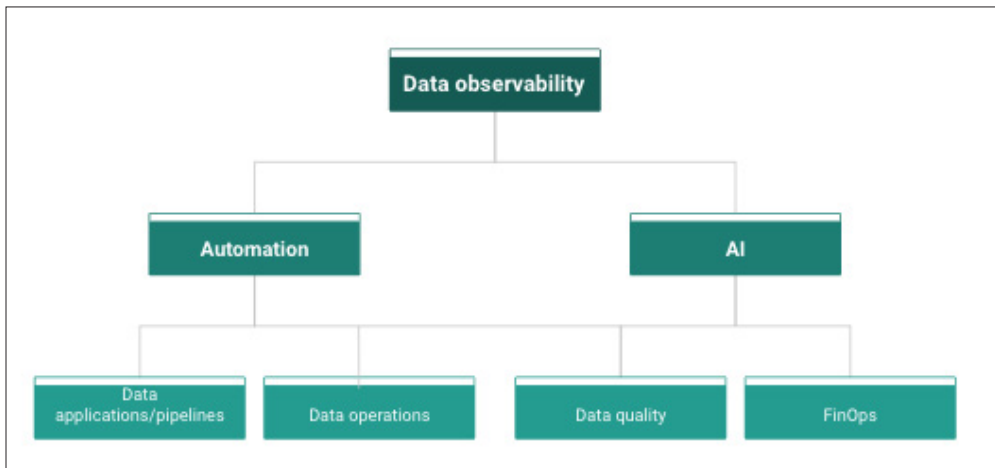 Data observability
Automation
AI
Data
applications/pipelines
Data operations
Data quality
FinOps